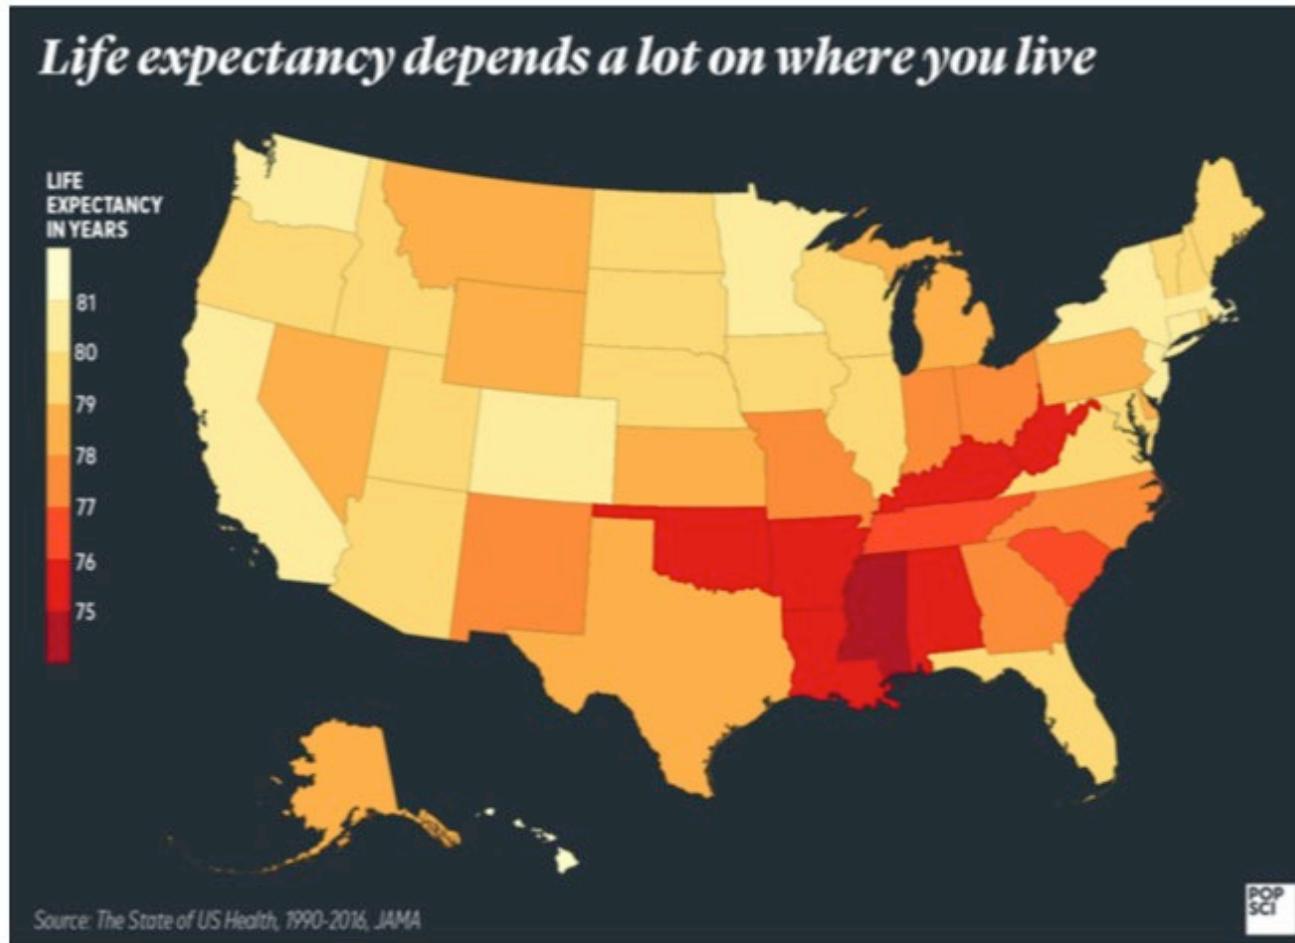 Life expectancy depends a lot on where you live
LIFE
EXPECTANCY
IN YEARS
81
80
79
78
77
76
75
Source: The State of US Health, 1990-2016, JAMA
POP
SCI